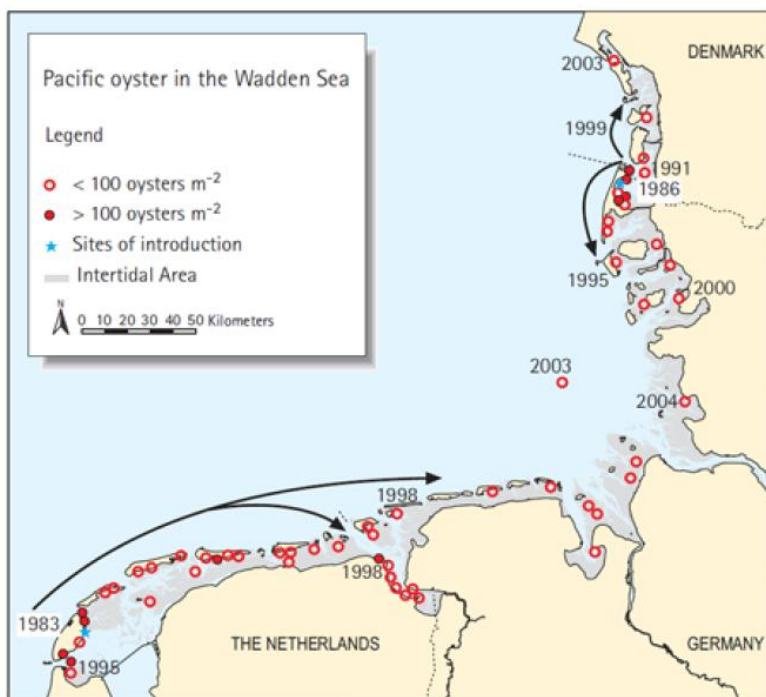 Pacific oyster in the Wadden Sea
Legend
< 100 oysters m⁻²
> 100 oysters m⁻²
Sites of introduction
Intertidal Area
N
0 10 20 30 40 50 Kilometers
DENMARK
2003
1999
1991
1986
1995
2000
2003
2004
1998
1998
1983
1995
THE NETHERLANDS
GERMANY